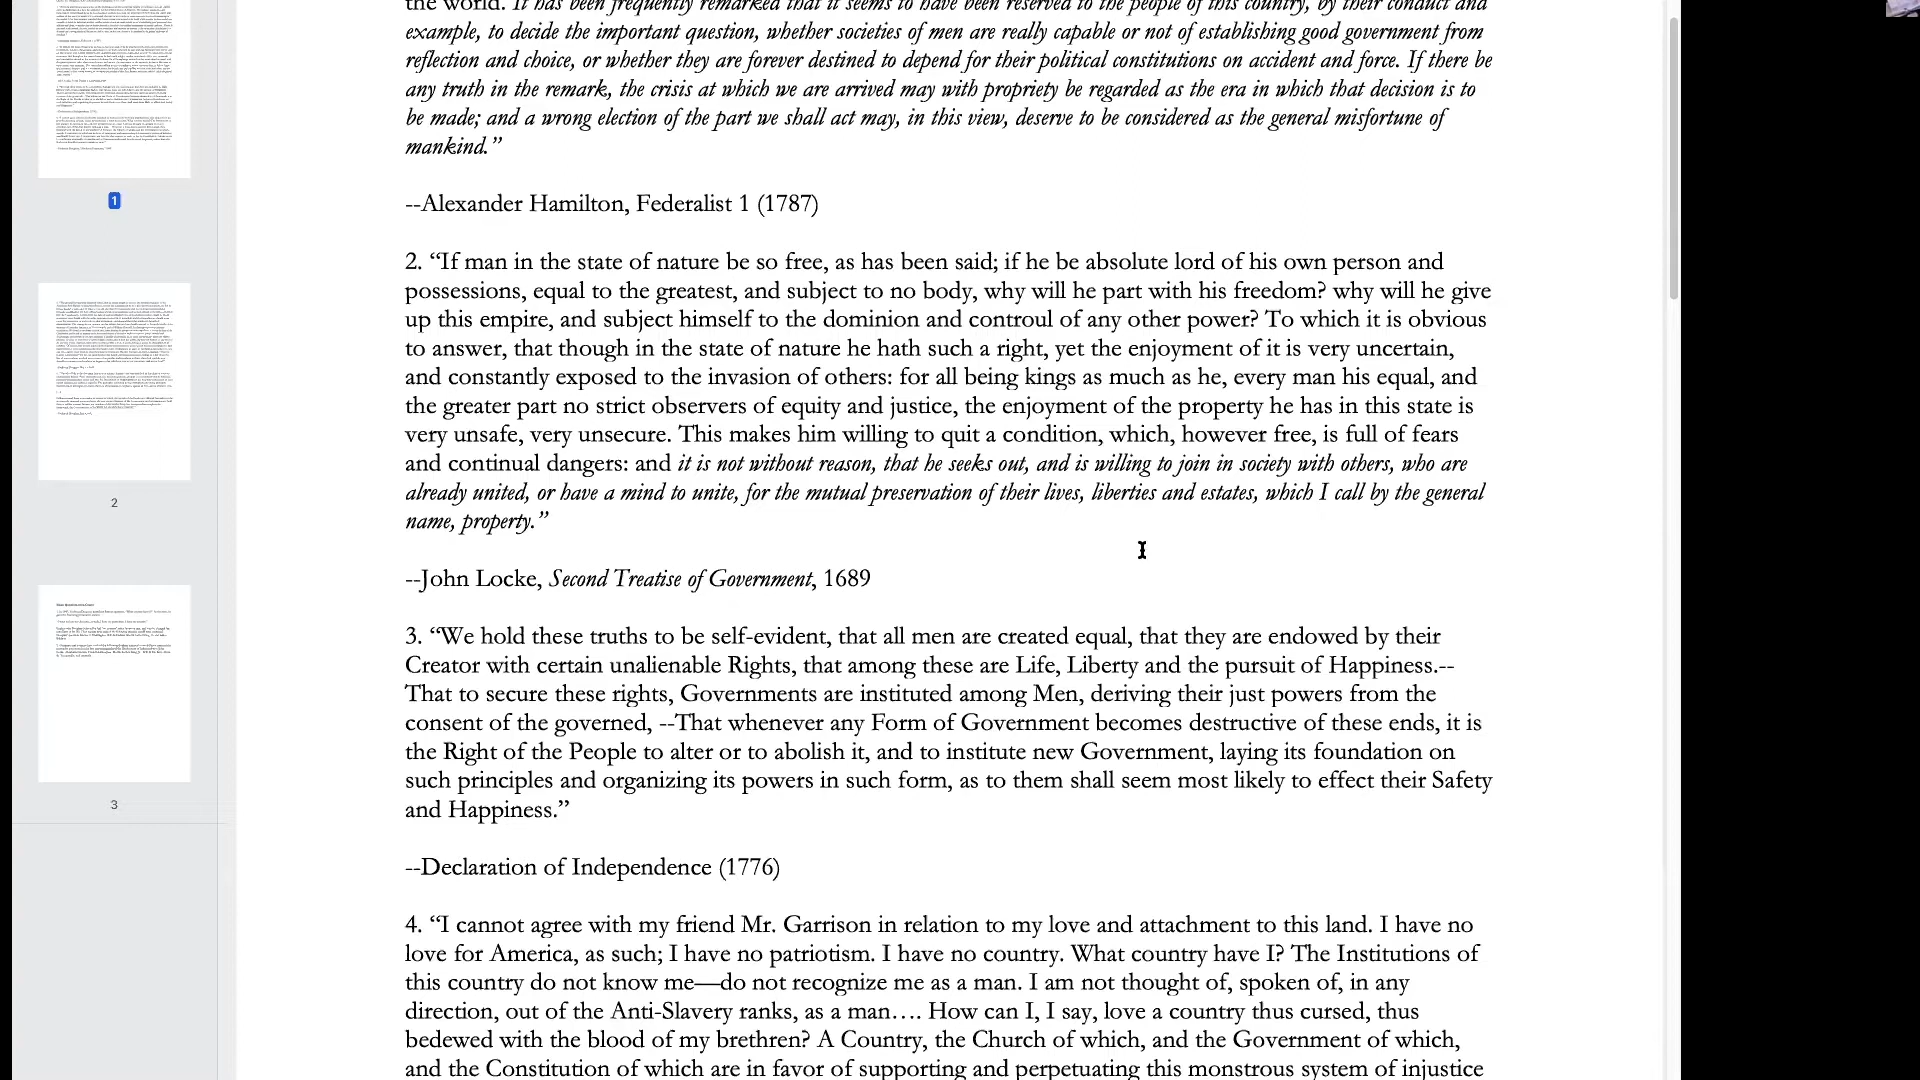 the world. It has been frequently remarked that it seems to have been reserved to the people of this country, by their conduct and
example, to decide the important question, whether societies of men are really capable or not of establishing good government from
reflection and choice, or whether they are forever destined to depend for their political constitutions on accident and force. If there be
any truth in the remark, the crisis at which we are arrived may with propriety be regarded as the era in which that decision is to
be made; and a wrong election of the part we shall act may, in this view, deserve to be considered as the general misfortune of
mankind.”
--Alexander Hamilton, Federalist 1 (1787)
2. “If man in the state of nature be so free, as has been said; if he be absolute lord of his own person and
possessions, equal to the greatest, and subject to no body, why will he part with his freedom? why will he give
up this empire, and subject himself to the dominion and controul of any other power? To which it is obvious
to answer, that though in the state of nature he hath such a right, yet the enjoyment of it is very uncertain,
and constantly exposed to the invasion of others: for all being kings as much as he, every man his equal, and
the greater part no strict observers of equity and justice, the enjoyment of the property he has in this state is
very unsafe, very unsecure. This makes him willing to quit a condition, which, however free, is full of fears
and continual dangers: and it is not without reason, that he seeks out, and is willing to join in society with others, who are
already united, or have a mind to unite, for the mutual preservation of their lives, liberties and estates, which I call by the general
name, property.”
--John Locke, Second Treatise of Government, 1689
3. “We hold these truths to be self-evident, that all men are created equal, that they are endowed by their
Creator with certain unalienable Rights, that among these are Life, Liberty and the pursuit of Happiness.--
That to secure these rights, Governments are instituted among Men, deriving their just powers from the
consent of the governed, --That whenever any Form of Government becomes destructive of these ends, it is
the Right of the People to alter or to abolish it, and to institute new Government, laying its foundation on
such principles and organizing its powers in such form, as to them shall seem most likely to effect their Safety
and Happiness.”
--Declaration of Independence (1776)
4. “I cannot agree with my friend Mr. Garrison in relation to my love and attachment to this land. I have no
love for America, as such; I have no patriotism. I have no country. What country have I? The Institutions of
this country do not know me—do not recognize me as a man. I am not thought of, spoken of, in any
direction, out of the Anti-Slavery ranks, as a man…. How can I, I say, love a country thus cursed, thus
bedewed with the blood of my brethren? A Country, the Church of which, and the Government of which,
and the Constitution of which are in favor of supporting and perpetuating this monstrous system of injustice
1
2
3